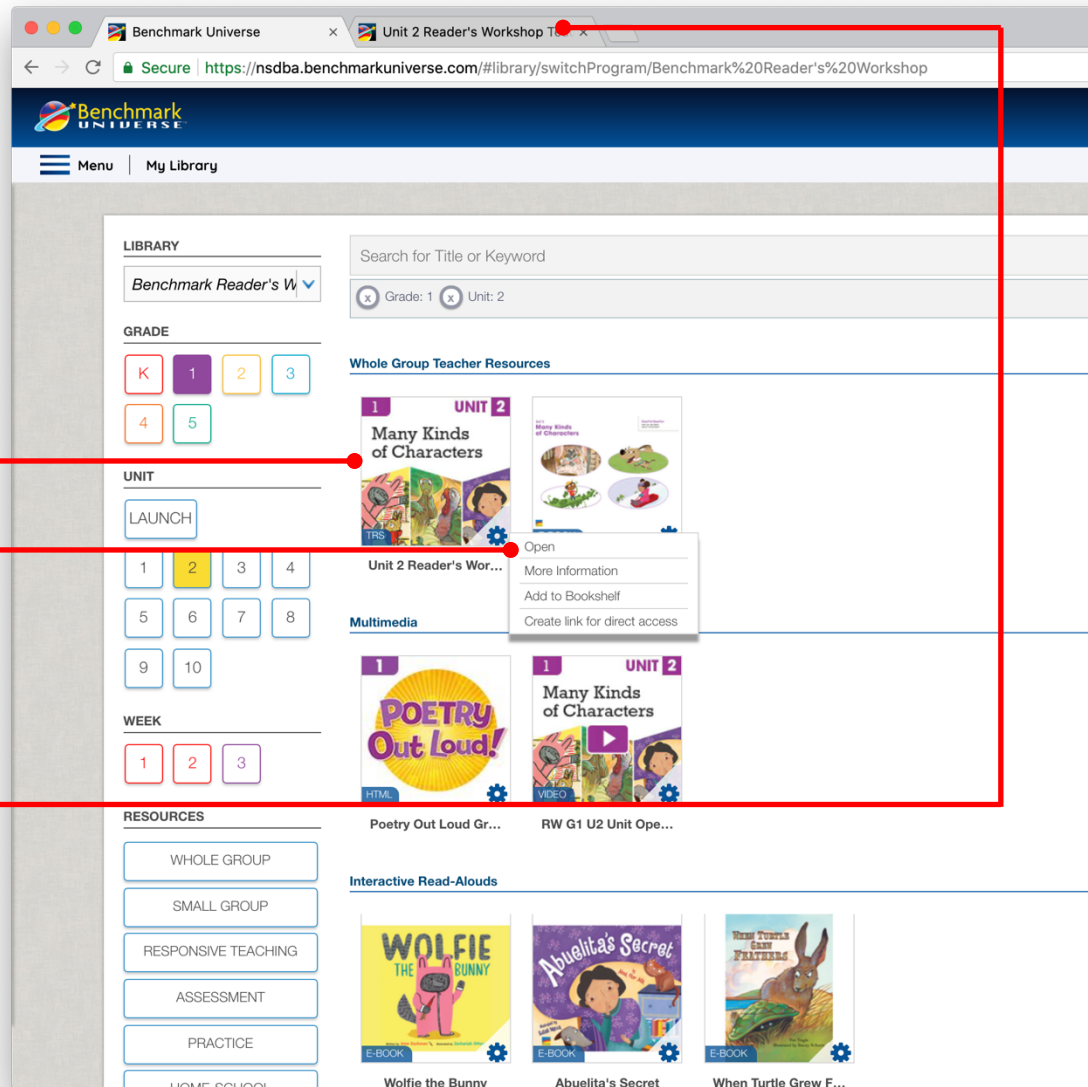 Benchmark Universe
Unit 2 Reader's Workshop
Secure https://nsdba.benchmarkuniverse.com/#library/switchProgram/Benchmark%20Reader's%20Workshop
Benchmark
UNIVERSE
Menu My Library
LIBRARY
Search for Title or Keyword
Benchmark Reader's W
x Grade: 1 x Unit: 2
GRADE
K 1 2 3
4 5
Whole Group Teacher Resources
1 UNIT 2
Many Kinds
of Characters
TRS
Many Kinds
of Characters
Unit 2 Reader's Wor...
Open
More Information
Add to Bookshelf
Create link for direct access
UNIT
LAUNCH
1 2 3 4
5 6 7 8
9 10
Multimedia
1
POETRY
Out Loud!
HTML
1 UNIT 2
Many Kinds
of Characters
VIDEO
Poetry Out Loud Gr...
RW G1 U2 Unit Ope...
WEEK
1 2 3
RESOURCES
WHOLE GROUP
SMALL GROUP
RESPONSIVE TEACHING
ASSESSMENT
PRACTICE
HOME-SCHOOL
Interactive Read-Alouds
WOLFIE
THE BUNNY
E-BOOK
Abuelita's Secret
E-BOOK
WHEN TURTLE
GREW
FEATHERS
E-BOOK
Wolfie the Bunny
Abuelita's Secret
When Turtle Grew F...